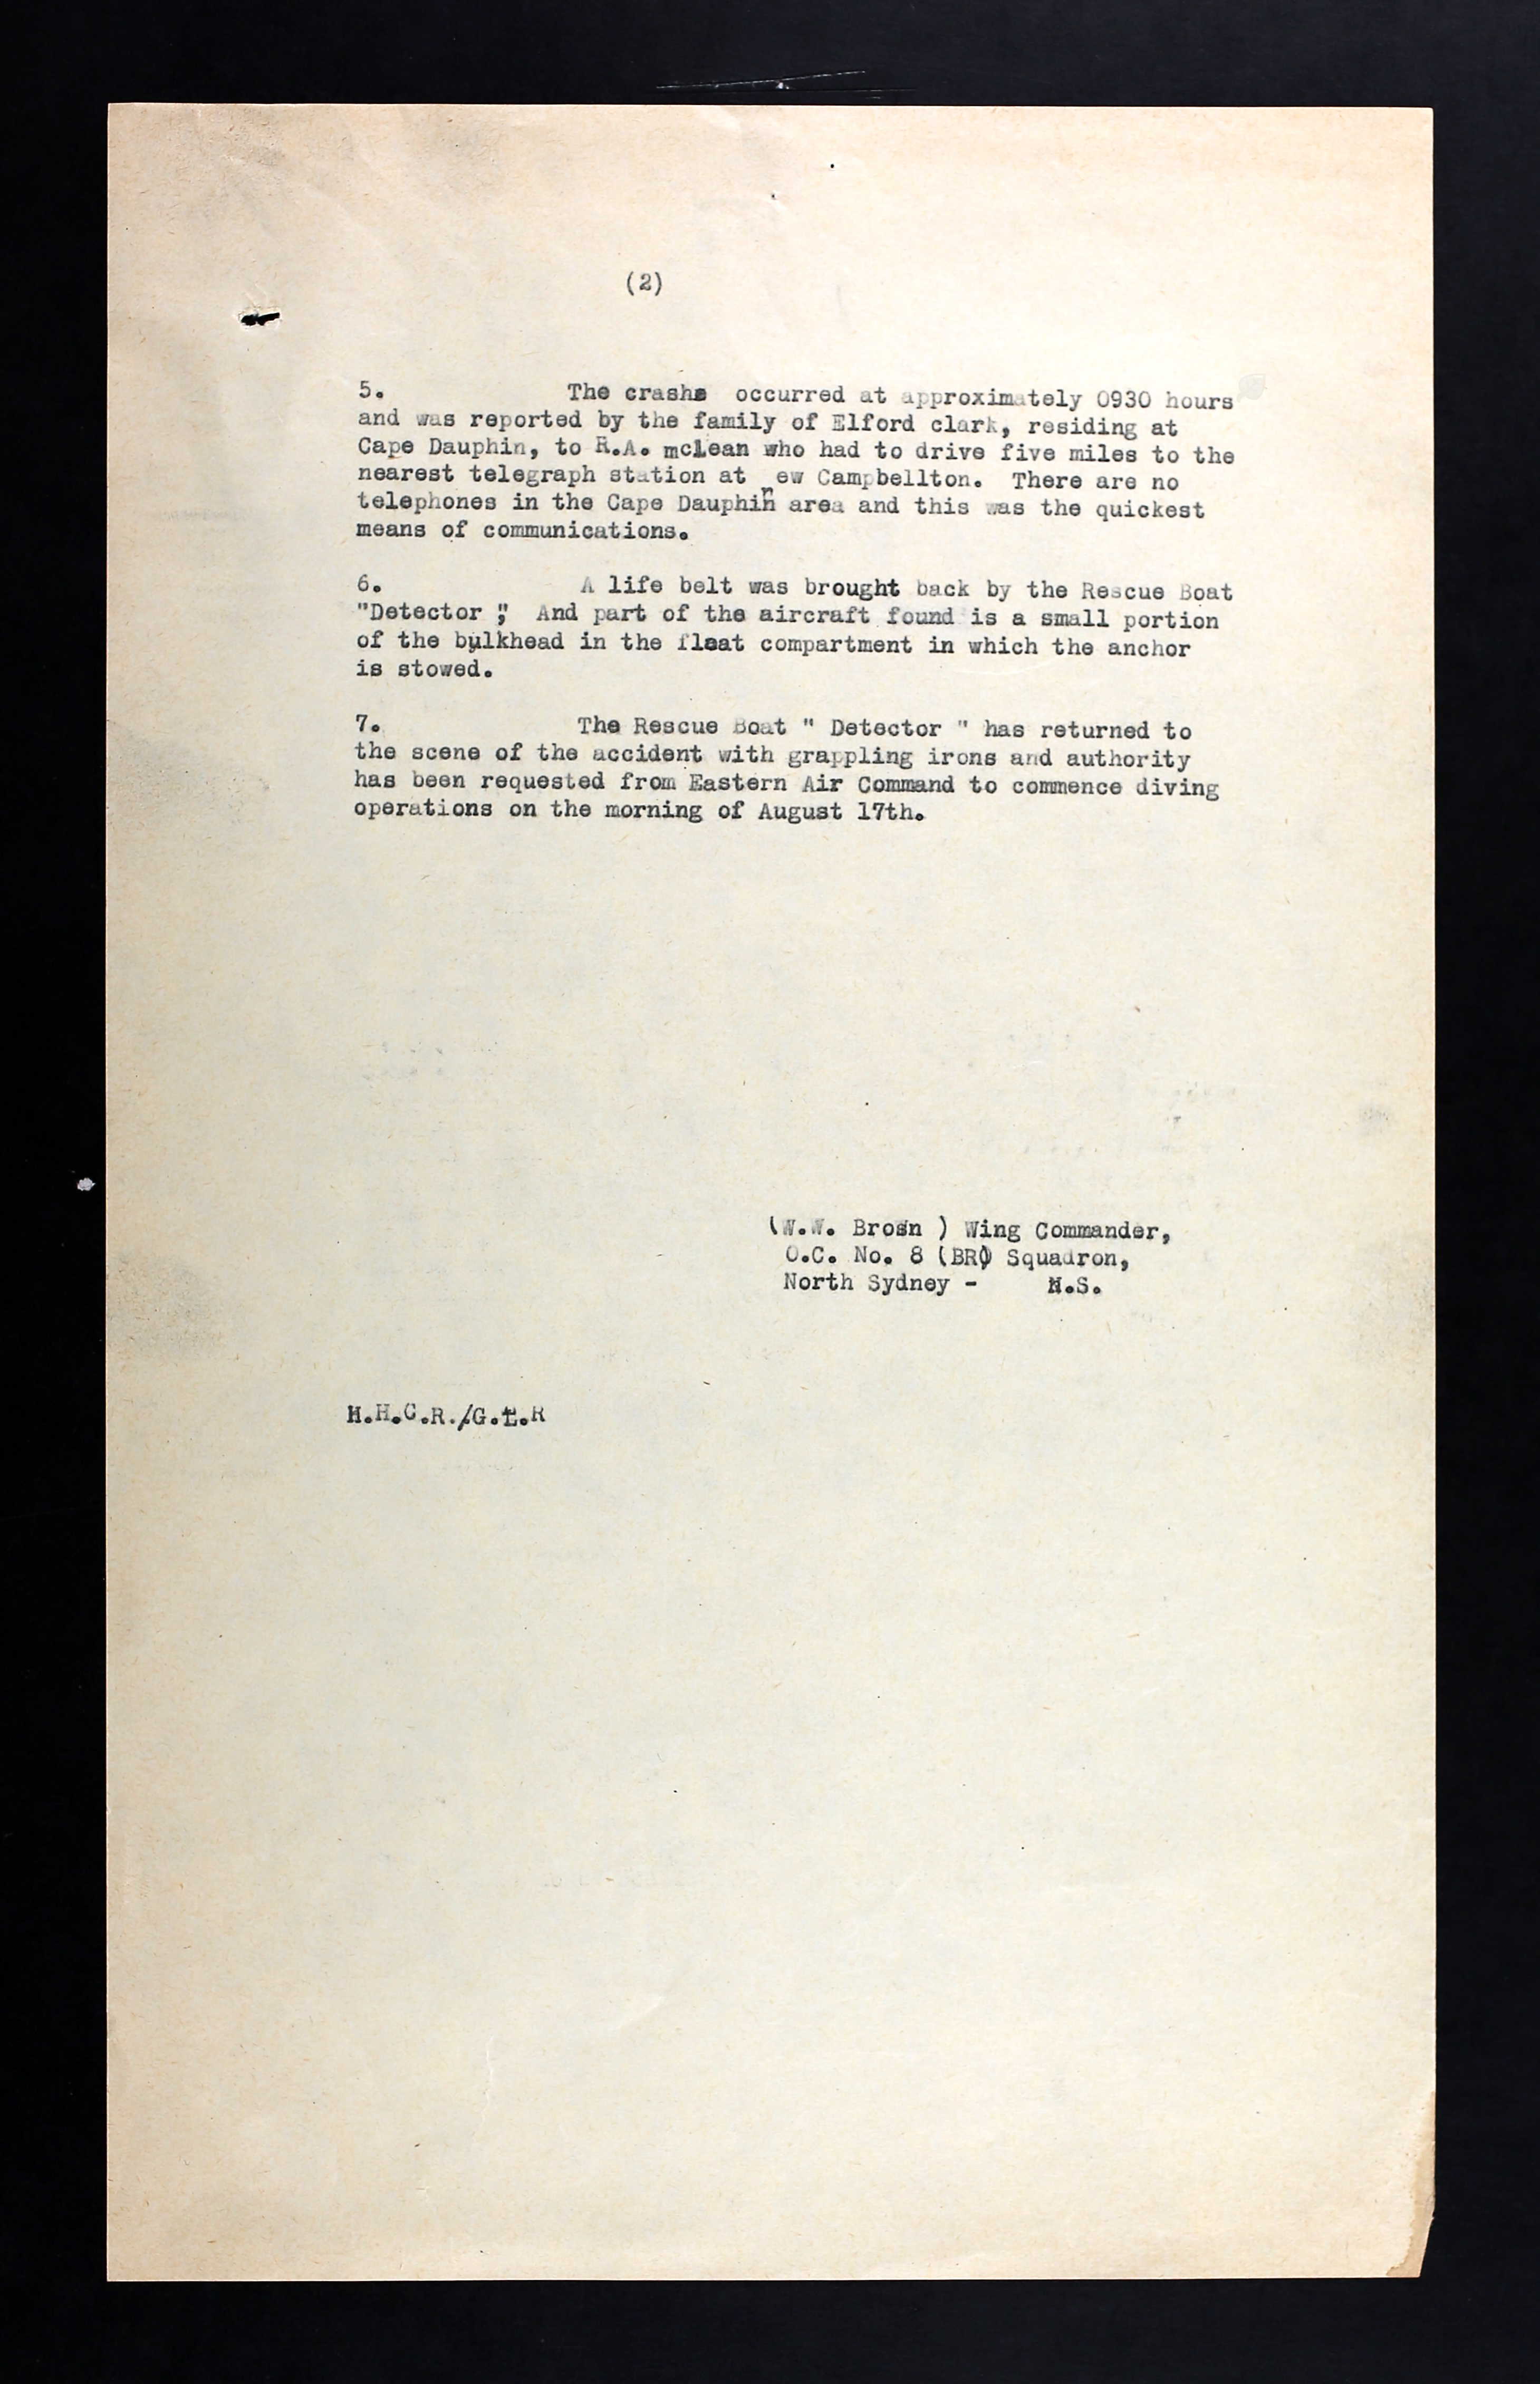 (2)
5. The crashs occurred at approximately 0930 hours
and was reported by the family of Elford clark, residing at
Cape Dauphin, to R.A. mclean who had to drive five miles to the
nearest telegraph station at new Campbellton. There are no
telephones in the Cape Dauphin area and this was the quickest
means of communications.
6. A life belt was brought back by the Rescue Boat
"Detector ," And part of the aircraft found is a small portion
of the bulkhead in the float compartment in which the anchor
is stowed.
7. The Rescue Boat " Detector " has returned to
the scene of the accident with grappling irons and authority
has been requested from Eastern Air Command to commence diving
operations on the morning of August 17th.
(W.W. Brown ) Wing Commander,
O.C. No. 8 (BR) Squadron,
North Sydney - N.S.
H.H.C.R./G.E.R